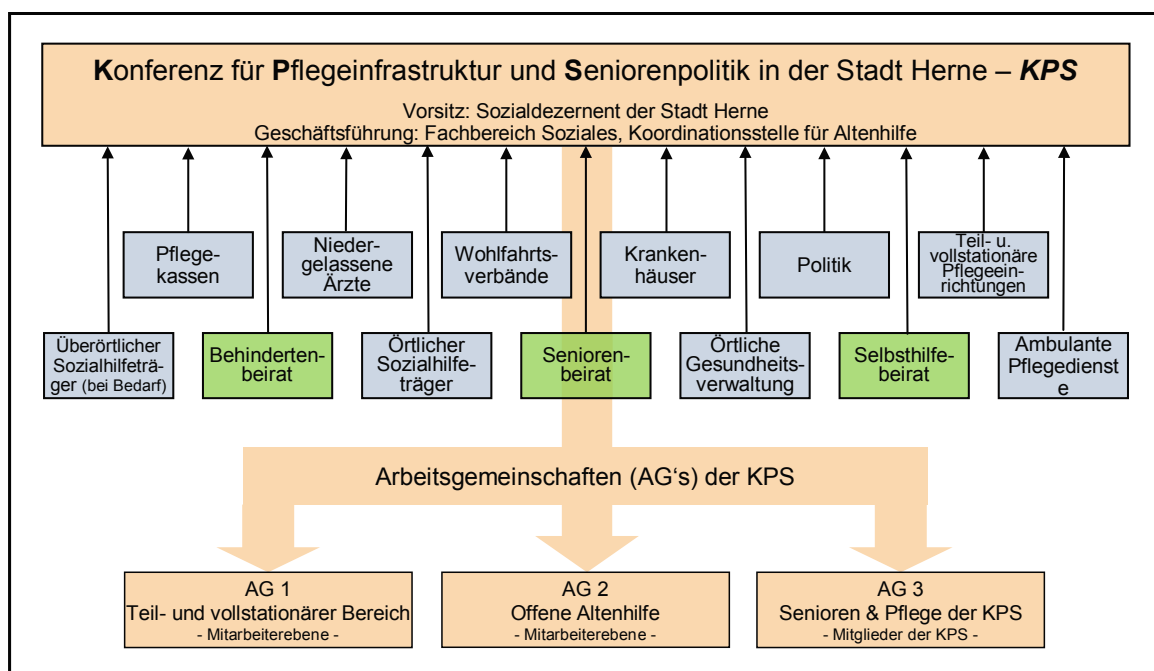 Konferenz für Pflegeinfrastruktur und Seniorenpolitik in der Stadt Herne – KPS
Vorsitz: Sozialdezernent der Stadt Herne
Geschäftsführung: Fachbereich Soziales, Koordinationsstelle für Altenhilfe
Pflege-
kassen
Nieder-
gelassene
Ärzte
Wohlfahrts-
verbände
Kranken-
häuser
Politik
Teil- u.
vollstationäre
Pflegeein-
richtungen
Überörtlicher
Sozialhilfeträ-
ger (bei Bedarf)
Behinderten-
beirat
Örtlicher
Sozialhilfe-
träger
Senioren-
beirat
Örtliche
Gesundheits-
verwaltung
Selbsthilfe-
beirat
Ambulante
Pflegedienst
e
Arbeitsgemeinschaften (AG‘s) der KPS
AG 1
Teil- und vollstationärer Bereich
- Mitarbeiterebene -
AG 2
Offene Altenhilfe
- Mitarbeiterebene -
AG 3
Senioren & Pflege der KPS
- Mitglieder der KPS -